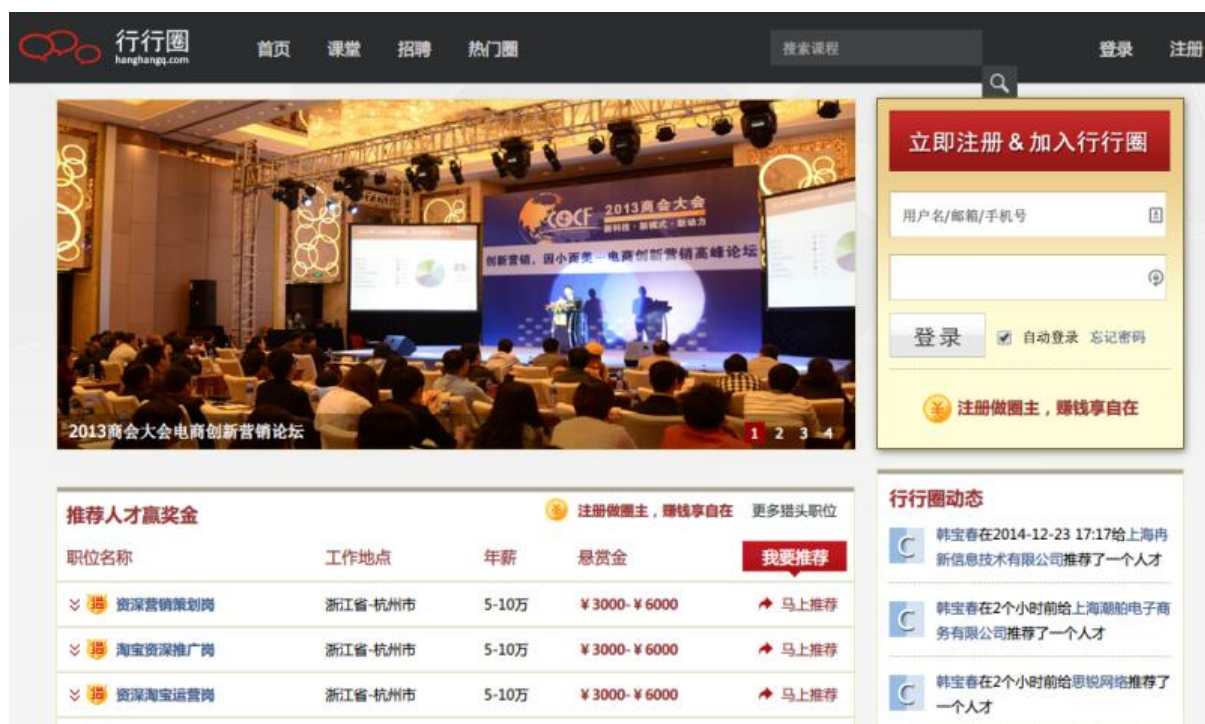 行行圈
hanghangq.com
首页 课堂 招聘 热门圈
搜索课程
登录 注册
COCF 2013商会大会
新科技·新模式·新动力
创新营销，因小而美—电商创新营销高峰论坛
2013商会大会电商创新营销论坛
1 2 3 4
立即注册 & 加入行行圈
用户名/邮箱/手机号
登录 自动登录 忘记密码
注册做圈主，赚钱享自在
推荐人才赢奖金 注册做圈主，赚钱享自在 更多猎头职位
职位名称 工作地点 年薪 悬赏金 我要推荐
资深营销策划岗 浙江省-杭州市 5-10万 ¥3000-¥6000 马上推荐
淘宝资深推广岗 浙江省-杭州市 5-10万 ¥3000-¥6000 马上推荐
资深淘宝运营岗 浙江省-杭州市 5-10万 ¥3000-¥6000 马上推荐
行行圈动态
韩宝春在2014-12-23 17:17给上海冉
新信息技术有限公司推荐了一个人才
韩宝春在2个小时前给上海潮舶电子商
务有限公司推荐了一个人才
韩宝春在2个小时前给思锐网络推荐了
一个人才